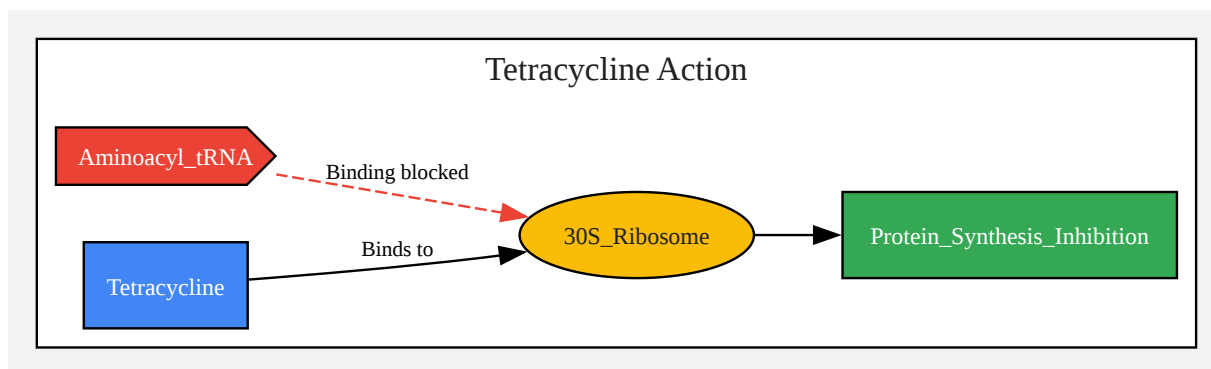 Tetracycline Action
Aminoacyl_tRNA
Binding blocked
30S_Ribosome
Protein_Synthesis_Inhibition
Binds to
Tetracycline